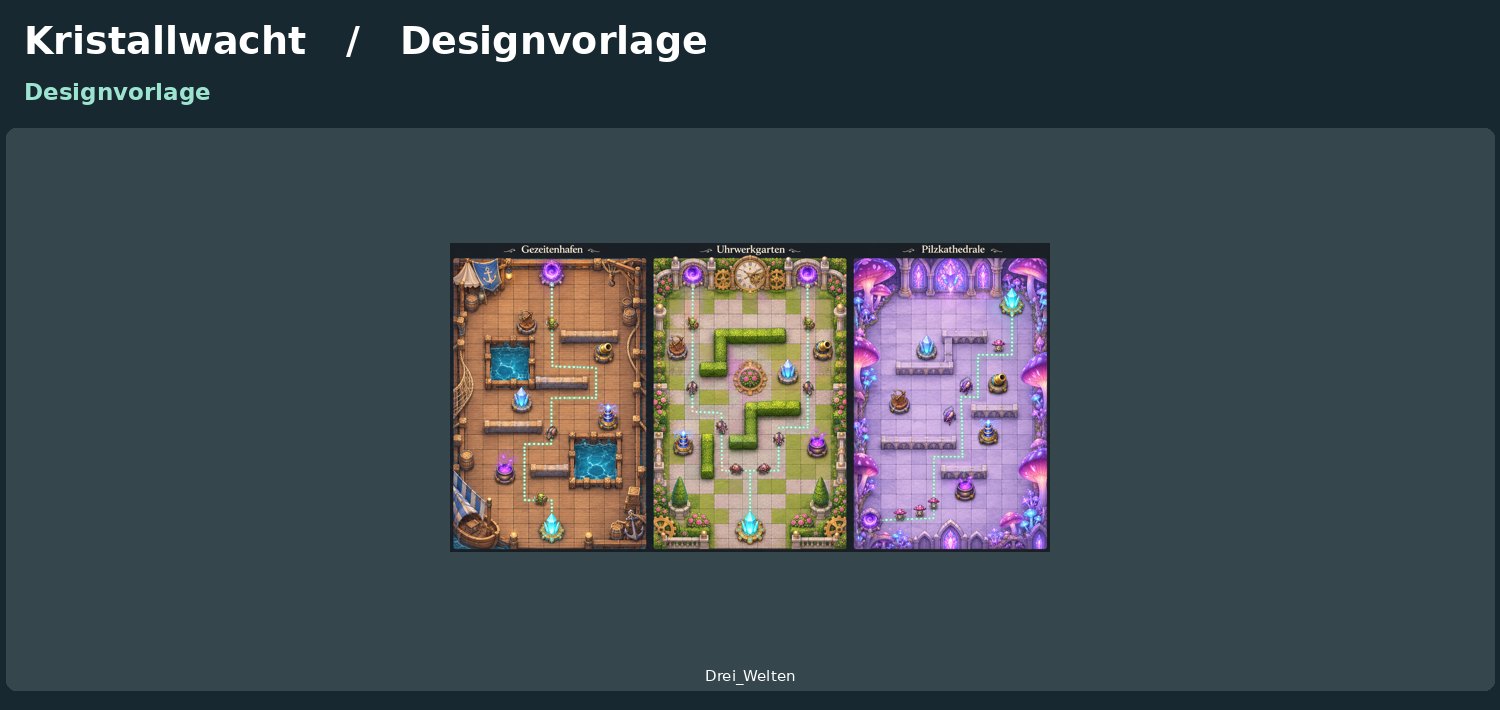 Kristallwacht / Designvorlage
Designvorlage
Gezeitenhafen
Uhrwerkgarten
Pilzkathedrale
Drei_Welten